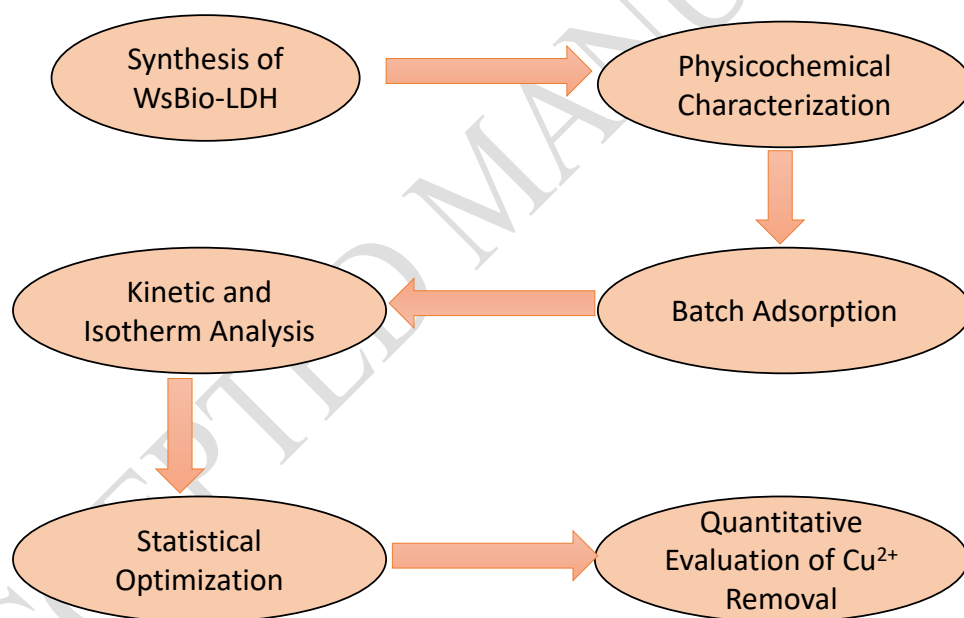 Synthesis of
WsBio-LDH
Physicochemical
Characterization
Batch Adsorption
Kinetic and
Isotherm Analysis
Statistical
Optimization
Quantitative
Evaluation of Cu²⁺
Removal